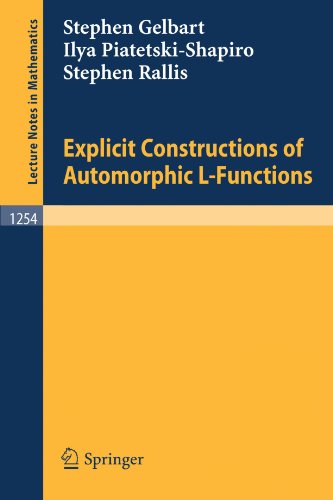 Stephen Gelbart
Ilya Piatetski-Shapiro
Stephen Rallis
Lecture Notes in Mathematics
Explicit Constructions of
Automorphic L-Functions
1254
Springer